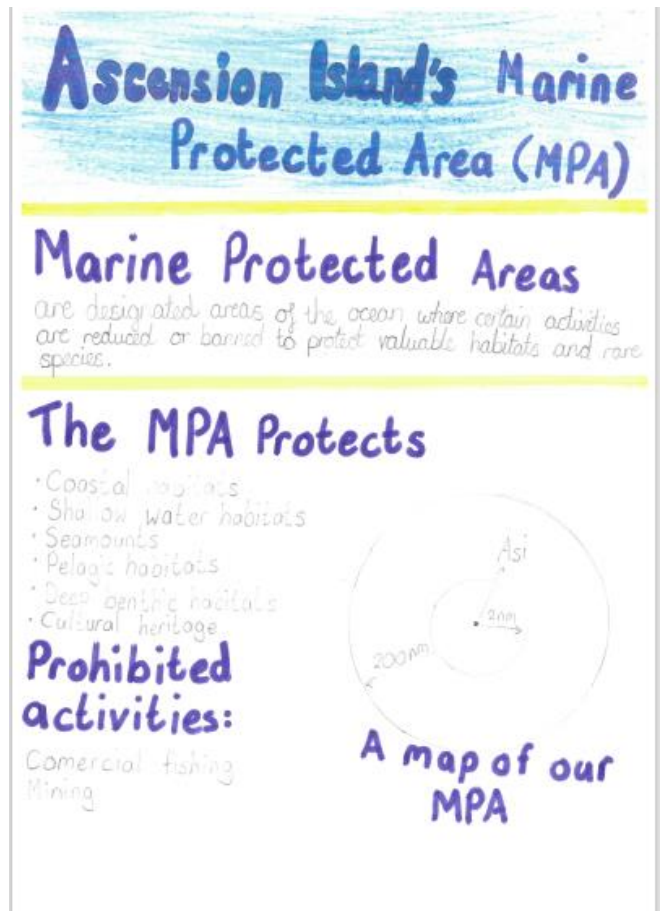 Ascension Island's Marine
Protected Area (MPA)
Marine Protected Areas
are designated areas of the ocean where certain activities
are reduced or banned to protect valuable habitats and rare
species.
The MPA Protects
· Coastal habitats
· Shallow water habitats
· Seamounts
· Pelagic habitats
· Deep benthic habitats
· Cultural heritage
Asi
2nm
200nm
Prohibited
activities:
Comercial fishing
Mining
A map of our
MPA